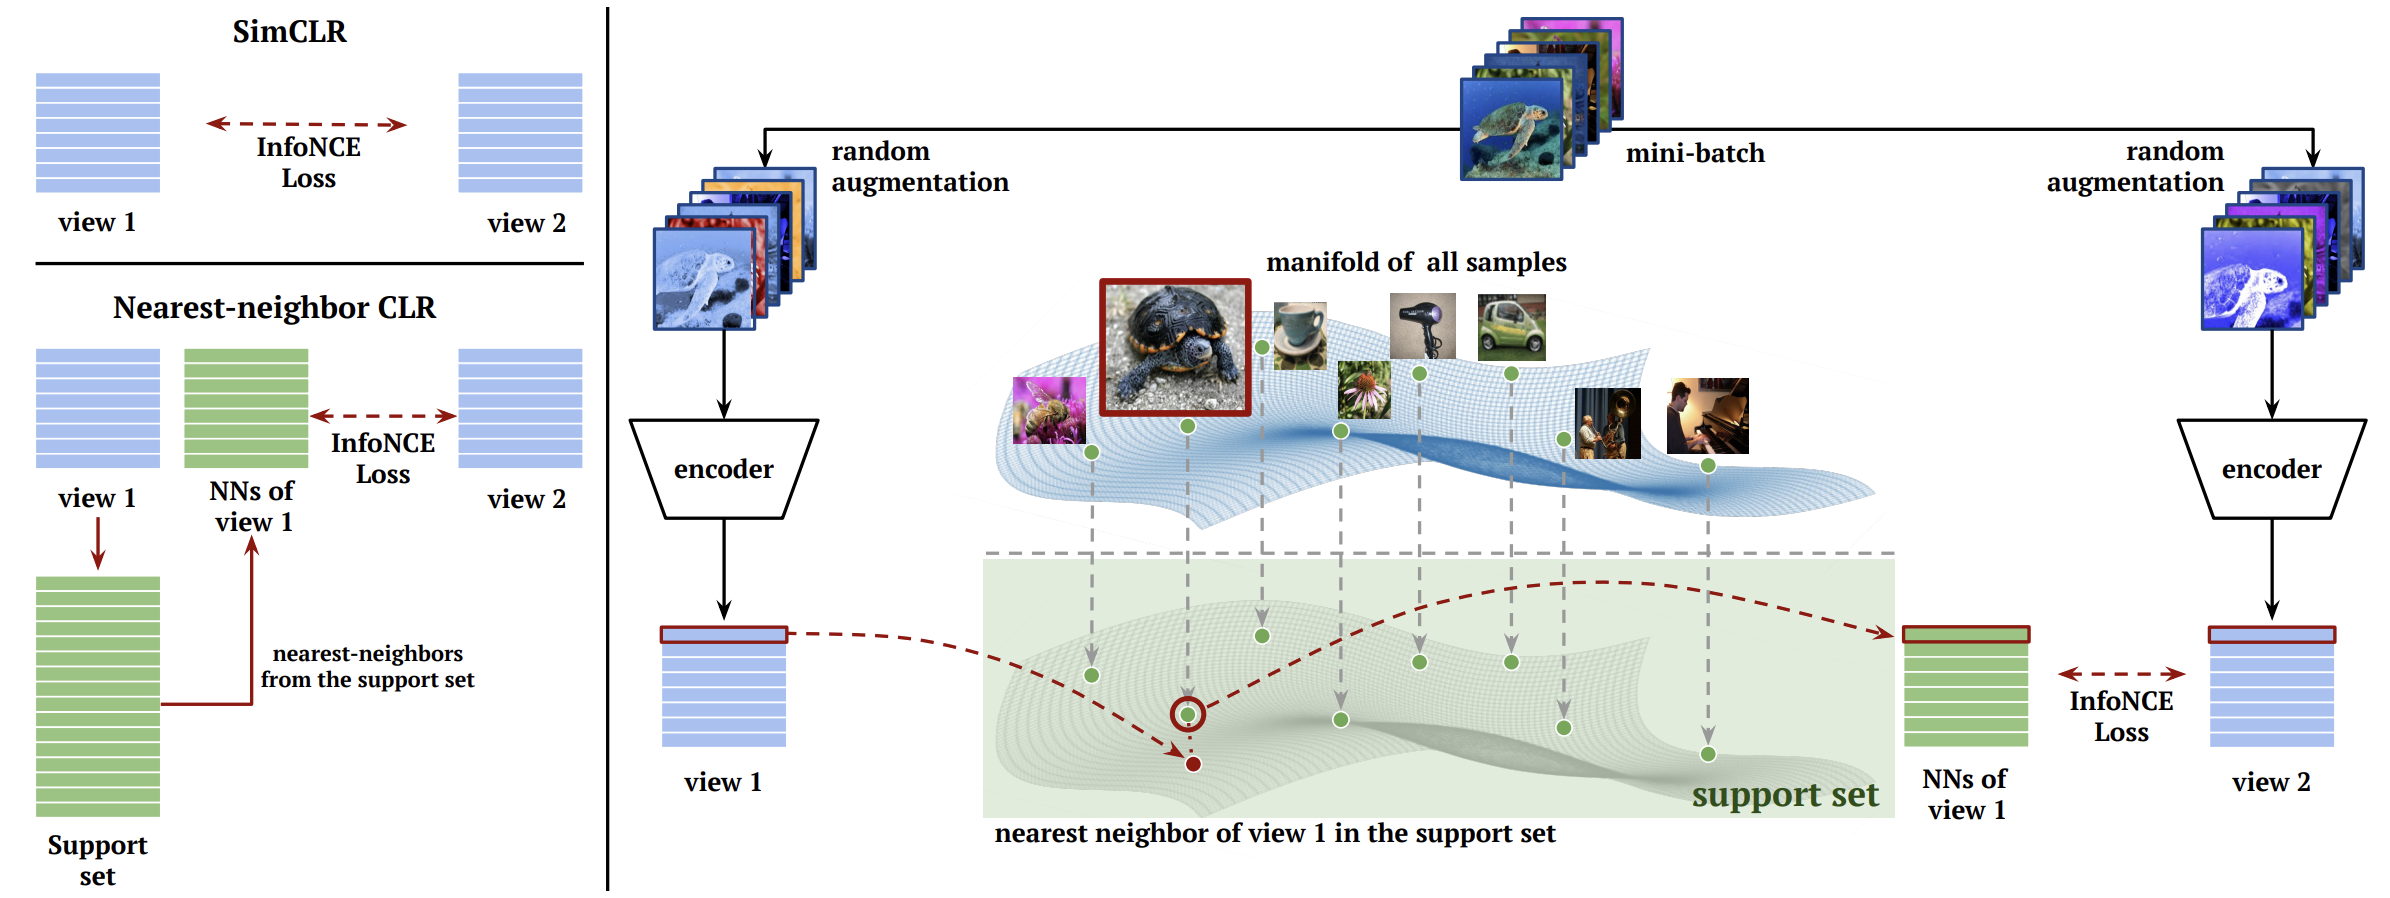 SimCLR
InfoNCE
Loss
view 1
view 2
Nearest-neighbor CLR
InfoNCE
Loss
view 1
NNs of
view 1
view 2
nearest-neighbors
from the support set
Support
set
mini-batch
random
augmentation
random
augmentation
manifold of all samples
encoder
encoder
support set
view 1
nearest neighbor of view 1 in the support set
NNs of
view 1
InfoNCE
Loss
view 2